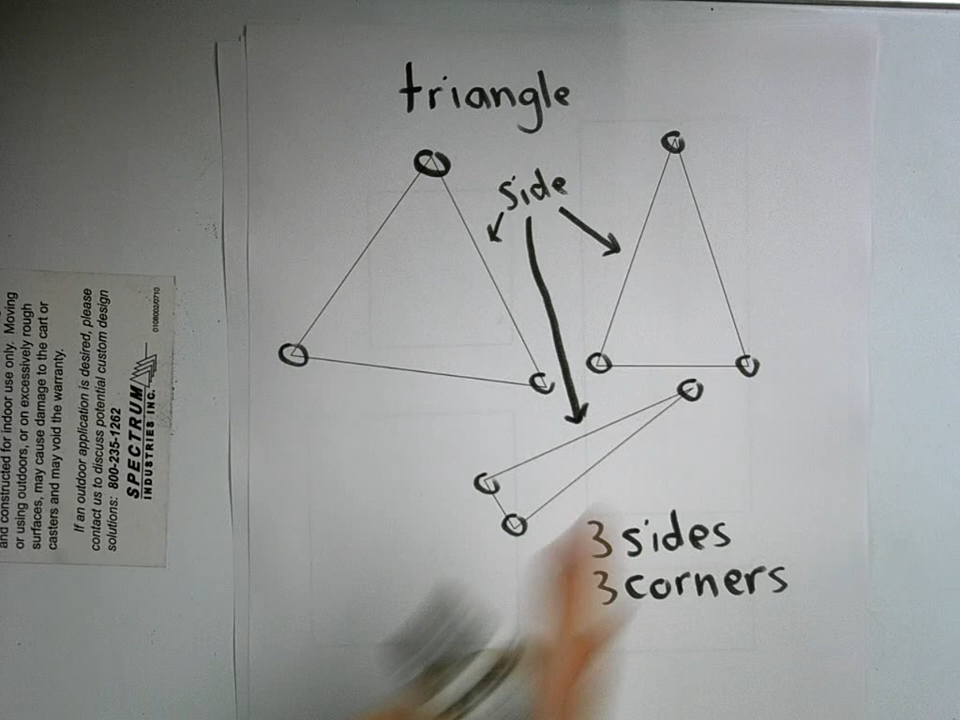 triangle
side
3 sides
3 corners
and constructed for indoor use only. Moving
or using outdoors, or on excessively rough
surfaces, may cause damage to the cart or
casters and may void the warranty.
If an outdoor application is desired, please
contact us to discuss potential custom design
solutions: 800-235-1262
SPECTRUM
INDUSTRIES INC.